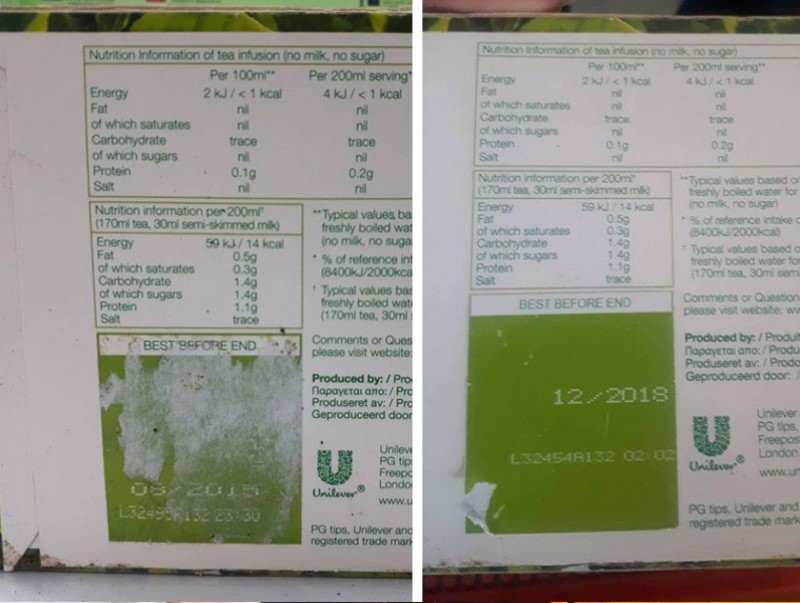 Nutrition Information of tea infusion (no milk, no sugar)
Per 100ml** Per 200ml serving*
Energy 2 kJ / < 1 kcal 4 kJ / < 1 kcal
Fat nil nil
of which saturates nil nil
Carbohydrate trace trace
of which sugars nil nil
Protein 0.1g 0.2g
Salt nil nil
Nutrition information per 200ml†
(170ml tea, 30ml semi-skimmed milk)
Energy 59 kJ / 14 kcal
Fat 0.5g
of which saturates 0.3g
Carbohydrate 1.4g
of which sugars 1.4g
Protein 1.1g
Salt trace
**Typical values ba
freshly boiled wat
(no milk, no suga
* % of reference int
(8400kJ/2000kca
† Typical values bas
freshly boiled wate
(170ml tea, 30ml
BEST BEFORE END
Comments or Ques
please visit website:
Produced by: / Pro
Παραγεται απο: / Pro
Produseret av: / Pro
Geproduceerd door
Unilever®
Unileve
PG tip
Freepo
Londo
www.u
PG tips, Unilever and
registered trade mark
Nutrition Information of tea infusion (no milk, no sugar)
Per 100ml** Per 200ml serving**
Energy 2 kJ / < 1 kcal 4 kJ / < 1 kcal
Fat nil nil
of which saturates nil nil
Carbohydrate trace trace
of which sugars nil nil
Protein 0.1g 0.2g
Salt nil nil
Nutrition information per 200ml†
(170ml tea, 30ml semi-skimmed milk)
Energy 59 kJ / 14 kcal
Fat 0.5g
of which saturates 0.3g
Carbohydrate 1.4g
of which sugars 1.4g
Protein 1.1g
Salt trace
**Typical values based on
freshly boiled water for
(no milk, no sugar)
* % of reference intake o
(8400kJ/2000kcal)
† Typical values based o
freshly boiled water fo
(170ml tea, 30ml sem
BEST BEFORE END
12/2018
L32454A132 02:02
Comments or Question
please visit website: ww
Produced by: / Produit
Παραγεται απο: / Produ
Produseret av: / Produ
Geproduceerd door: /
Unilever®
Unilever
PG tips,
Freepos
London
www.ur
PG tips, Unilever and
registered trade mark